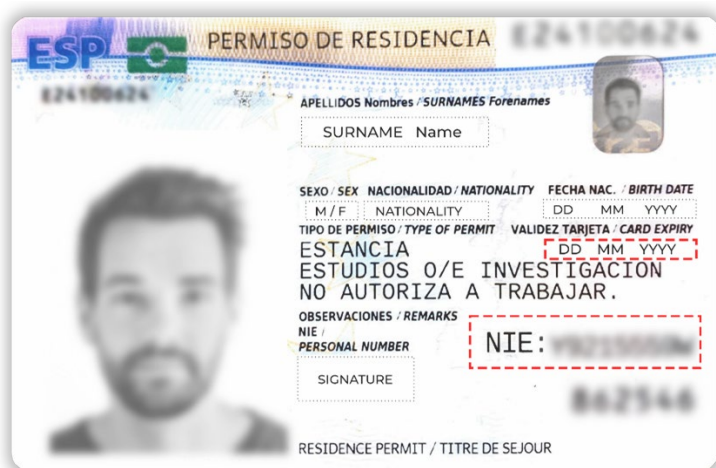 ESP PERMISO DE RESIDENCIA
APELLIDOS Nombres / SURNAMES Forenames
SURNAME Name
SEXO / SEX NACIONALIDAD / NATIONALITY FECHA NAC. / BIRTH DATE
M / F NATIONALITY DD MM YYYY
TIPO DE PERMISO / TYPE OF PERMIT VALIDEZ TARJETA / CARD EXPIRY
ESTANCIA DD MM YYYY
ESTUDIOS O/E INVESTIGACION
NO AUTORIZA A TRABAJAR.
OBSERVACIONES / REMARKS
NIE /
PERSONAL NUMBER
NIE:
SIGNATURE
RESIDENCE PERMIT / TITRE DE SEJOUR